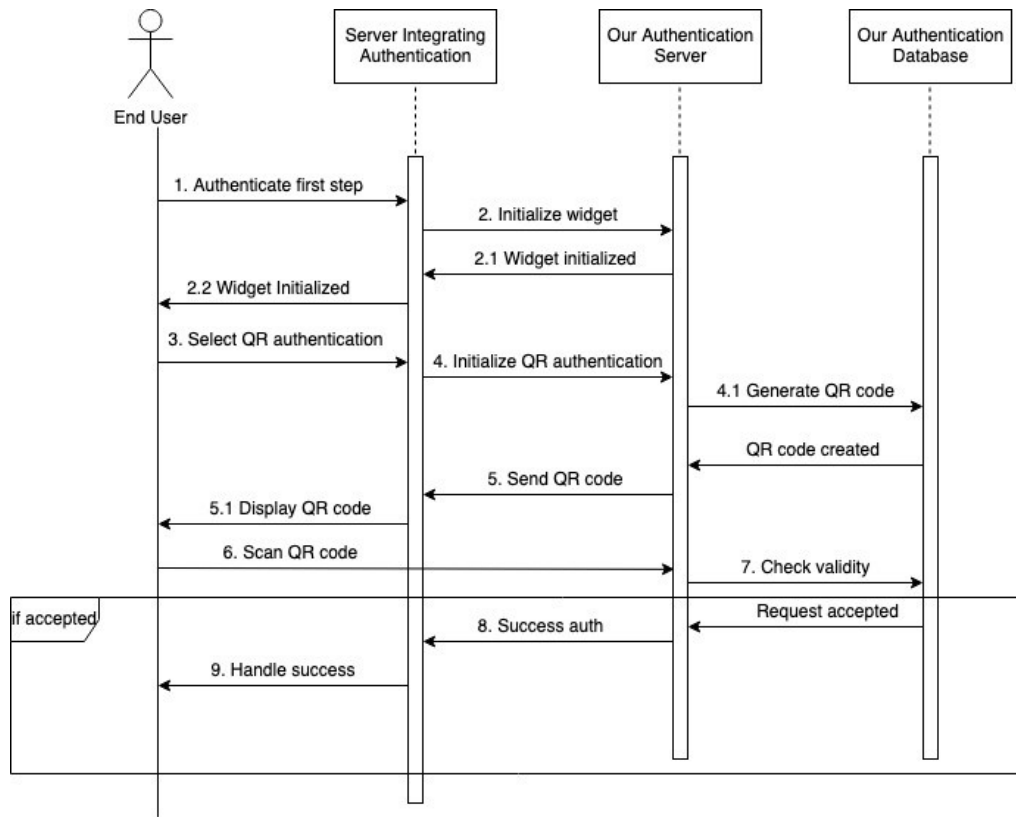 Server Integrating
Authentication
Our Authentication
Server
Our Authentication
Database
End User
1. Authenticate first step
2. Initialize widget
2.1 Widget initialized
2.2 Widget Initialized
3. Select QR authentication
4. Initialize QR authentication
4.1 Generate QR code
QR code created
5. Send QR code
5.1 Display QR code
6. Scan QR code
7. Check validity
if accepted
Request accepted
8. Success auth
9. Handle success